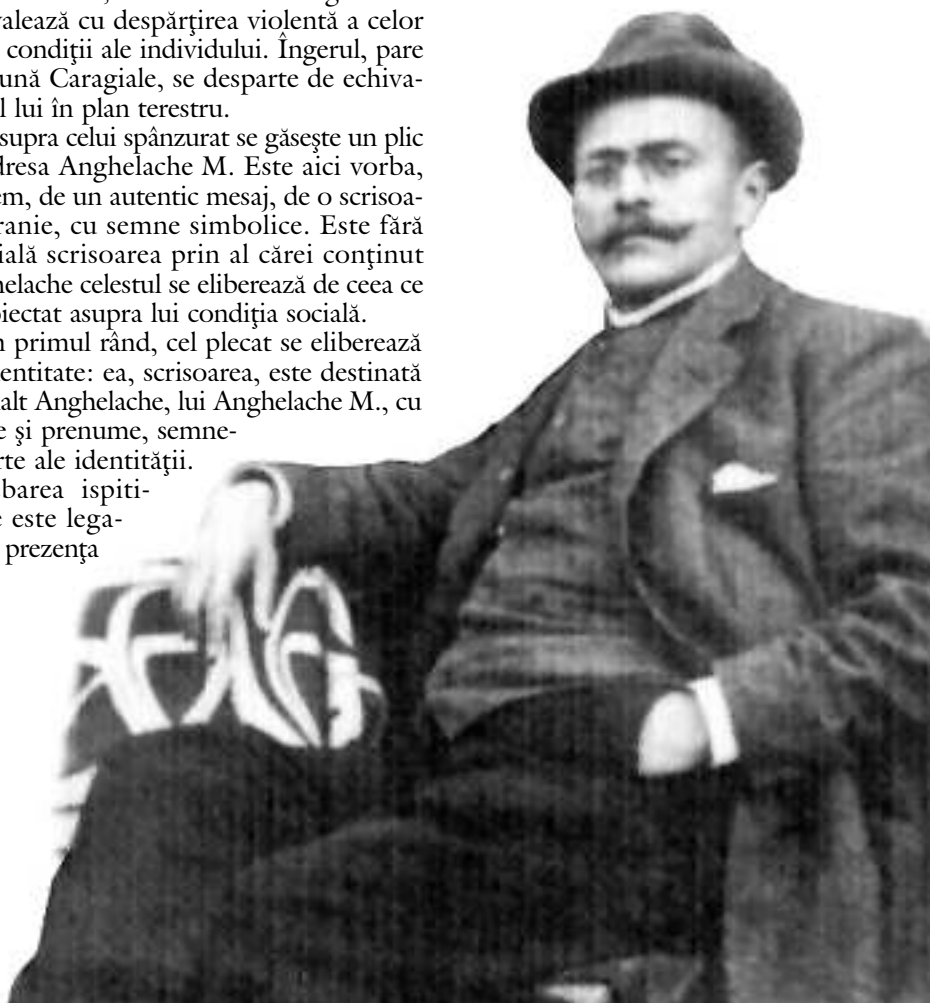 valează cu despărţirea violentă a celor
condiţii ale individului. Îngerul, pare
ună Caragiale, se desparte de echiva-
l lui în plan terestru.
supra celui spânzurat se găseşte un plic
dresa Anghelache M. Este aici vorba,
em, de un autentic mesaj, de o scrisoa-
ranie, cu semne simbolice. Este fără
ială scrisoarea prin al cărei conţinut
helache celestul se eliberează de ceea ce
oiectat asupra lui condiţia socială.
n primul rând, cel plecat se eliberează
entitate: ea, scrisoarea, este destinată
alt Anghelache, lui Anghelache M., cu
e şi prenume, semne-
rte ale identităţii.
barea ispiti-
e este lega-
prezenţa